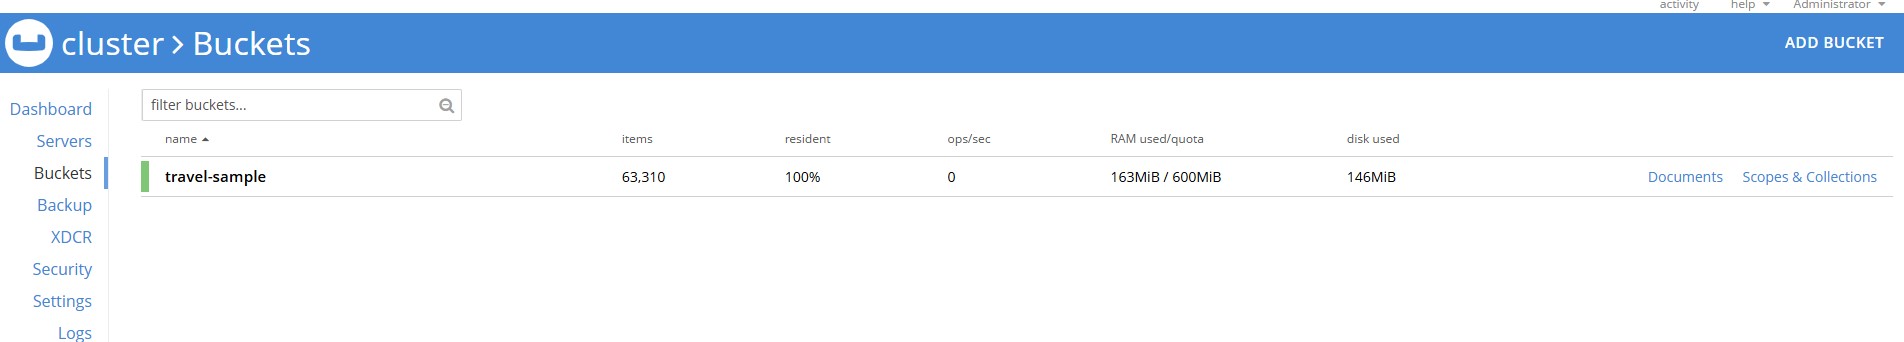 activity help Administrator
cluster > Buckets ADD BUCKET
Dashboard
Servers
Buckets
Backup
XDCR
Security
Settings
Logs
filter buckets...
name items resident ops/sec RAM used/quota disk used
travel-sample 63,310 100% 0 163MiB / 600MiB 146MiB Documents Scopes & Collections